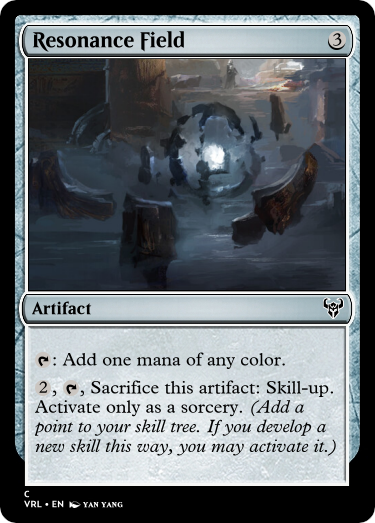 Resonance Field 3
Artifact
: Add one mana of any color.
2, , Sacrifice this artifact: Skill-up.
Activate only as a sorcery. (Add a
point to your skill tree. If you develop a
new skill this way, you may activate it.)
C
VRL • EN YAN YANG